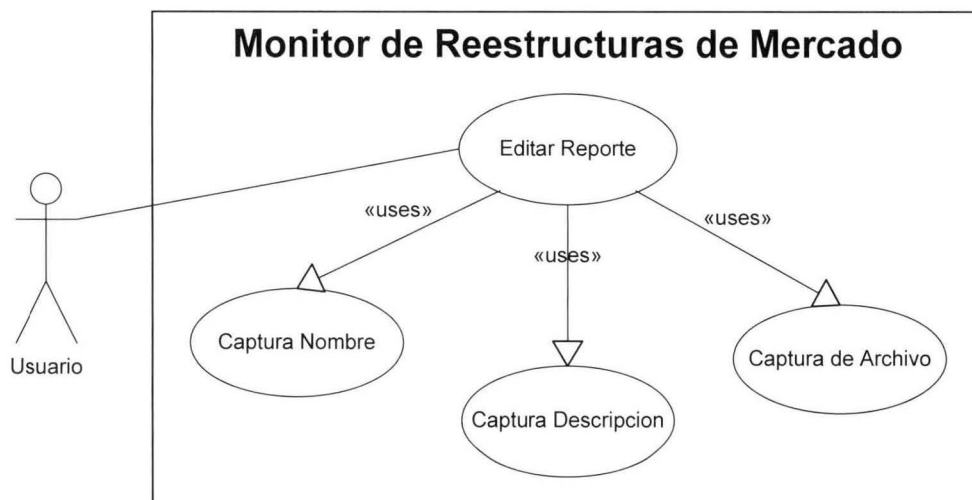 Monitor de Reestructuras de Mercado
Editar Reporte
«uses»
«uses»
«uses»
Captura Nombre
Captura de Archivo
Usuario
Captura Descripcion